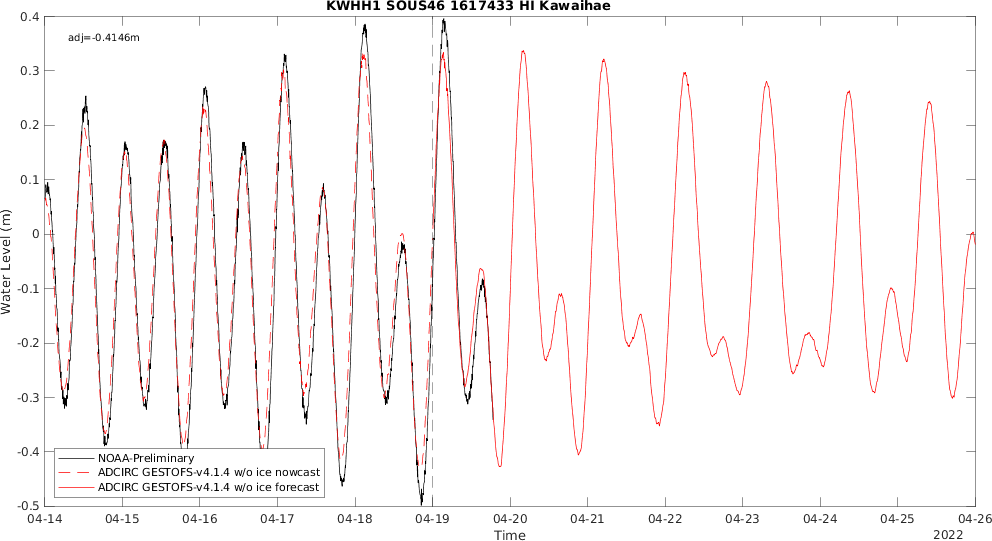 KWHH1 SOUS46 1617433 HI Kawaihae
adj=-0.4146m
0.4
0.3
0.2
0.1
0
-0.1
-0.2
-0.3
-0.4
-0.5
Water Level (m)
NOAA-Preliminary
ADCIRC GESTOFS-v4.1.4 w/o ice nowcast
ADCIRC GESTOFS-v4.1.4 w/o ice forecast
04-14 04-15 04-16 04-17 04-18 04-19 04-20 04-21 04-22 04-23 04-24 04-25 04-26
Time
2022